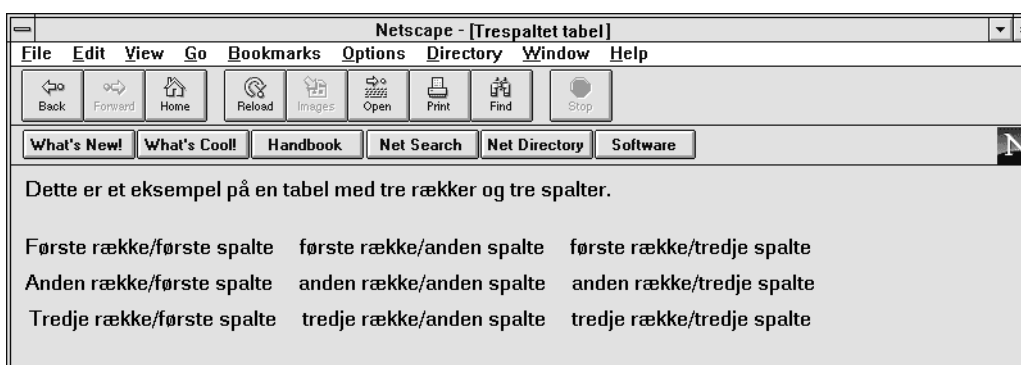 Netscape - [Trespaltet tabel]
File Edit View Go Bookmarks Options Directory Window Help
Back Forward Home Reload Images Open Print Find Stop
What's New! What's Cool! Handbook Net Search Net Directory Software
N
Dette er et eksempel på en tabel med tre rækker og tre spalter.
Første række/første spalte første række/anden spalte første række/tredje spalte
Anden række/første spalte anden række/anden spalte anden række/tredje spalte
Tredje række/første spalte tredje række/anden spalte tredje række/tredje spalte